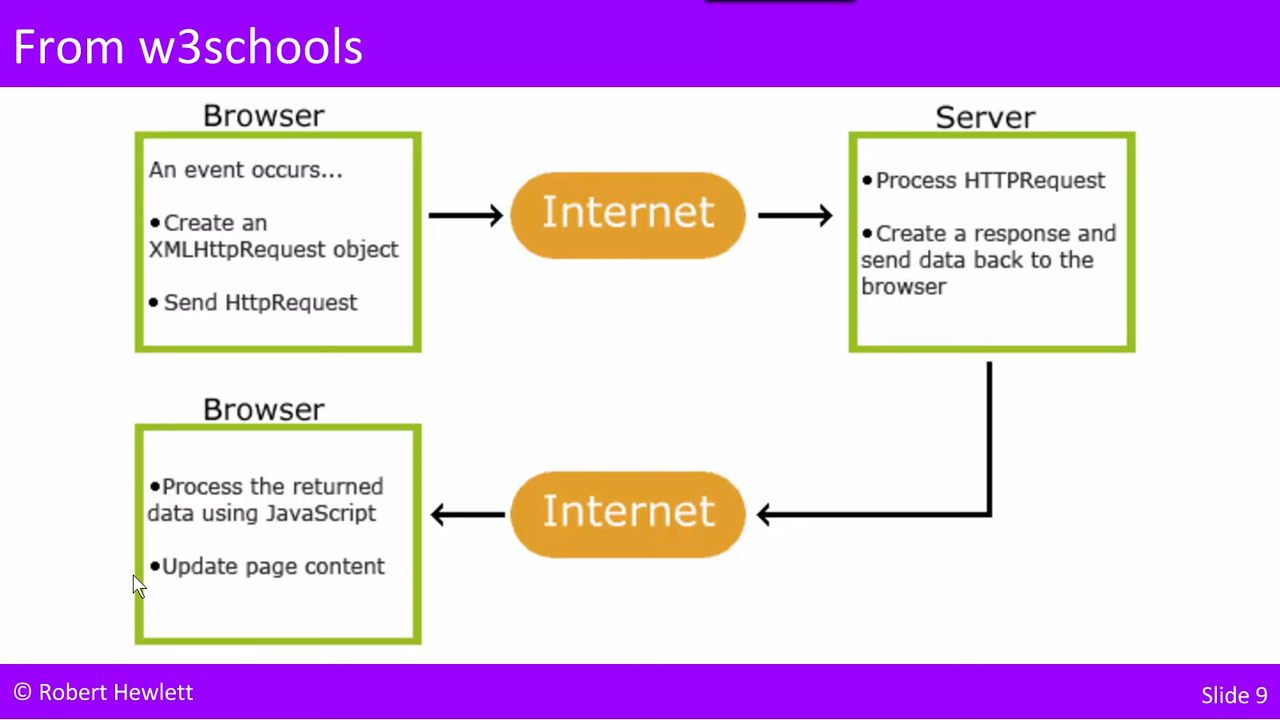 From w3schools
Browser
An event occurs...
•Create an
XMLHttpRequest object
• Send HttpRequest
Internet
Server
•Process HTTPRequest
•Create a response and
send data back to the
browser
Browser
•Process the returned
data using JavaScript
•Update page content
Internet
© Robert Hewlett
Slide 9